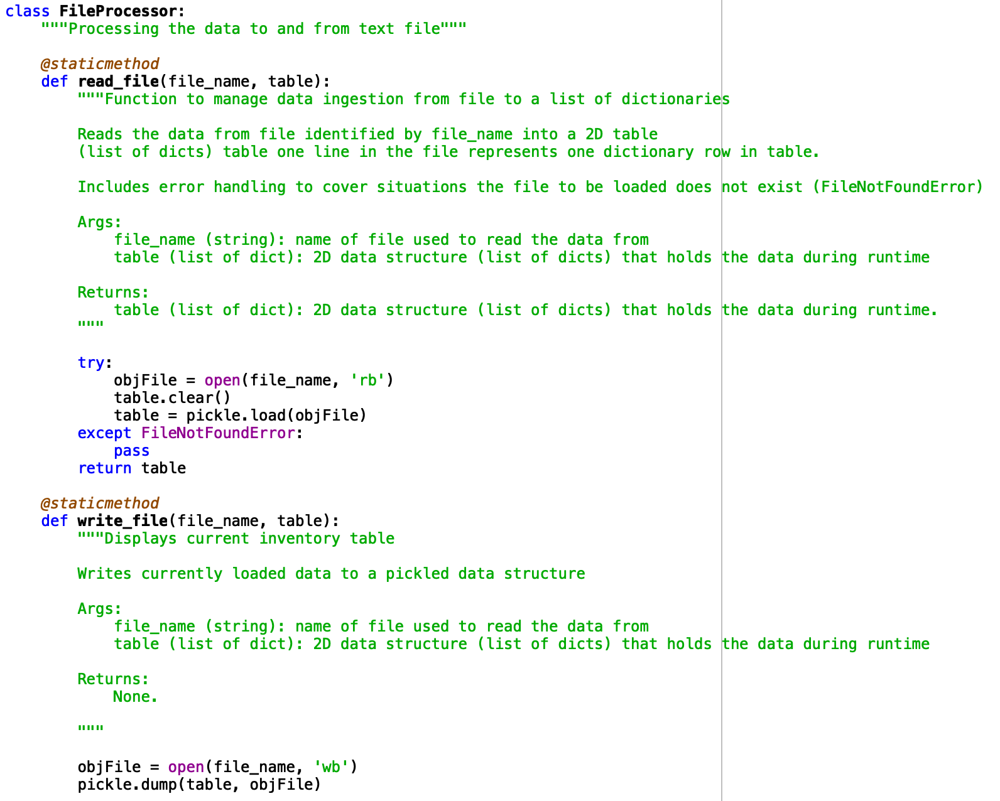 class FileProcessor:
    """Processing the data to and from text file"""

    @staticmethod
    def read_file(file_name, table):
        """Function to manage data ingestion from file to a list of dictionaries

        Reads the data from file identified by file_name into a 2D table
        (list of dicts) table one line in the file represents one dictionary row in table.

        Includes error handling to cover situations the file to be loaded does not exist (FileNotFoundError)

        Args:
            file_name (string): name of file used to read the data from
            table (list of dict): 2D data structure (list of dicts) that holds the data during runtime

        Returns:
            table (list of dict): 2D data structure (list of dicts) that holds the data during runtime.
        """

        try:
            objFile = open(file_name, 'rb')
            table.clear()
            table = pickle.load(objFile)
        except FileNotFoundError:
            pass
        return table

    @staticmethod
    def write_file(file_name, table):
        """Displays current inventory table

        Writes currently loaded data to a pickled data structure

        Args:
            file_name (string): name of file used to read the data from
            table (list of dict): 2D data structure (list of dicts) that holds the data during runtime

        Returns:
            None.

        """

        objFile = open(file_name, 'wb')
        pickle.dump(table, objFile)